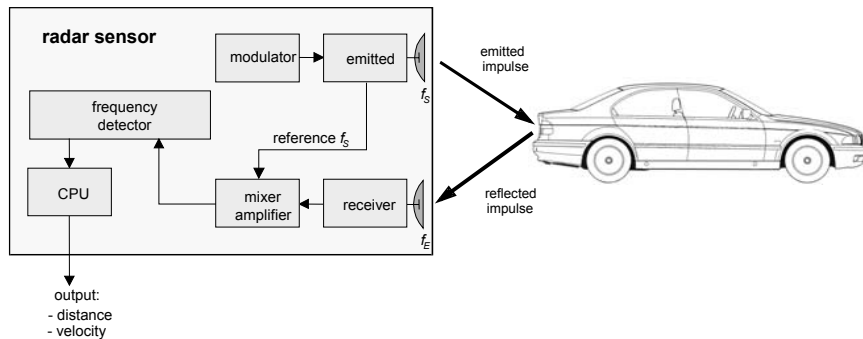 radar sensor
modulator
emitted
f_S
emitted
impulse
frequency
detector
reference f_S
CPU
mixer
amplifier
receiver
f_E
reflected
impulse
output:
- distance
- velocity